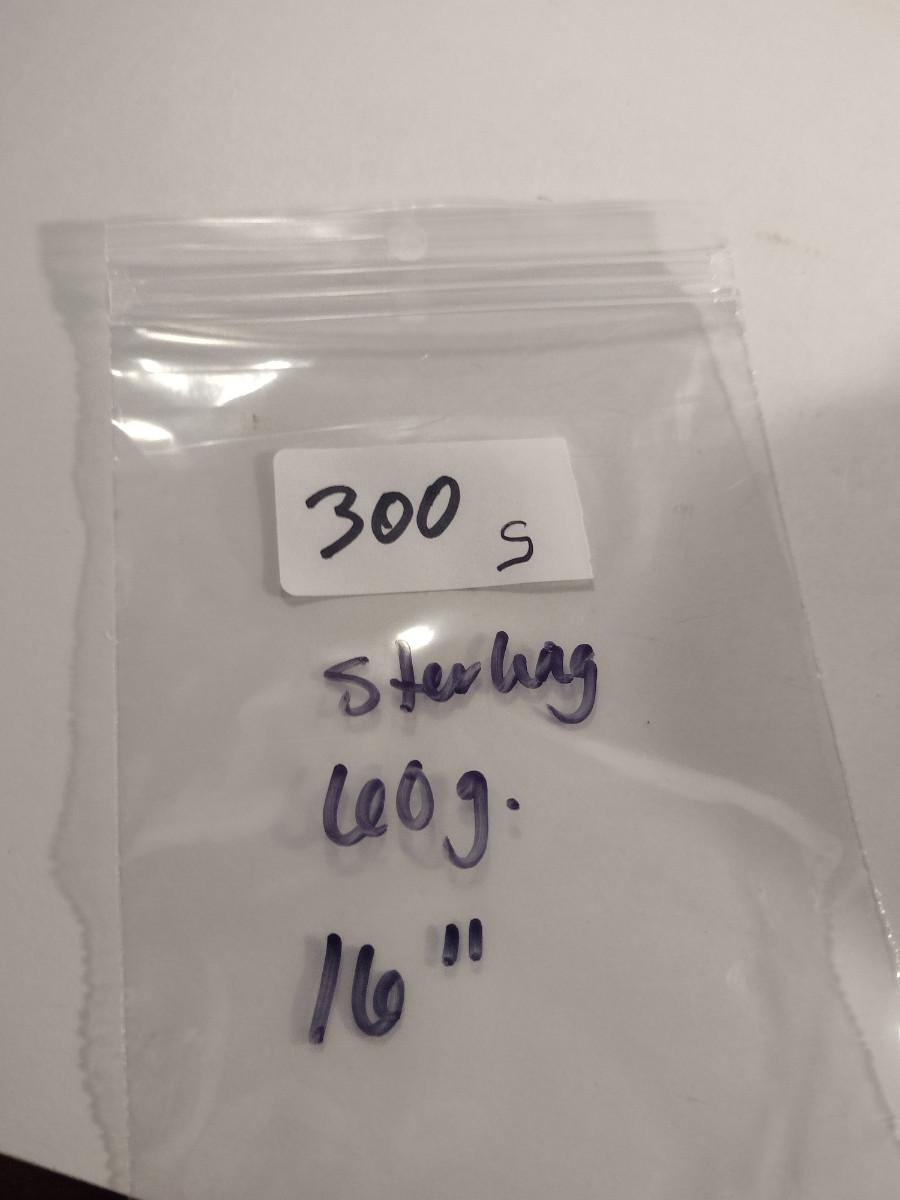 300 S
Sterling
60g.
16"